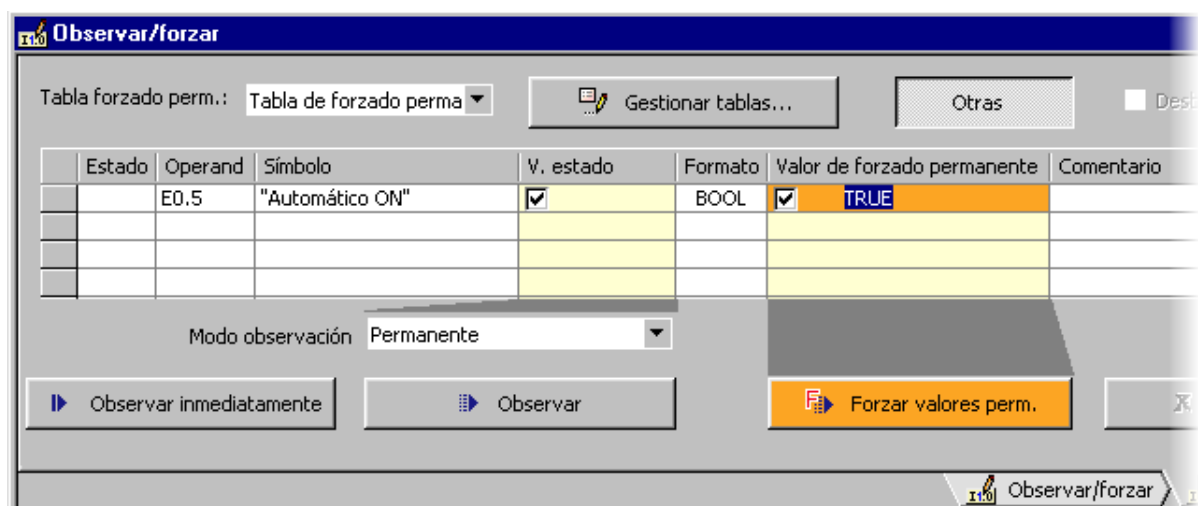 Observar/forzar
Tabla forzado perm.: Tabla de forzado perma Gestionar tablas... Otras
Estado Operand Símbolo V. estado Formato Valor de forzado permanente Comentario
E0.5 "Automático ON" BOOL TRUE
Modo observación Permanente
Observar inmediatamente Observar Forzar valores perm.
Observar/forzar